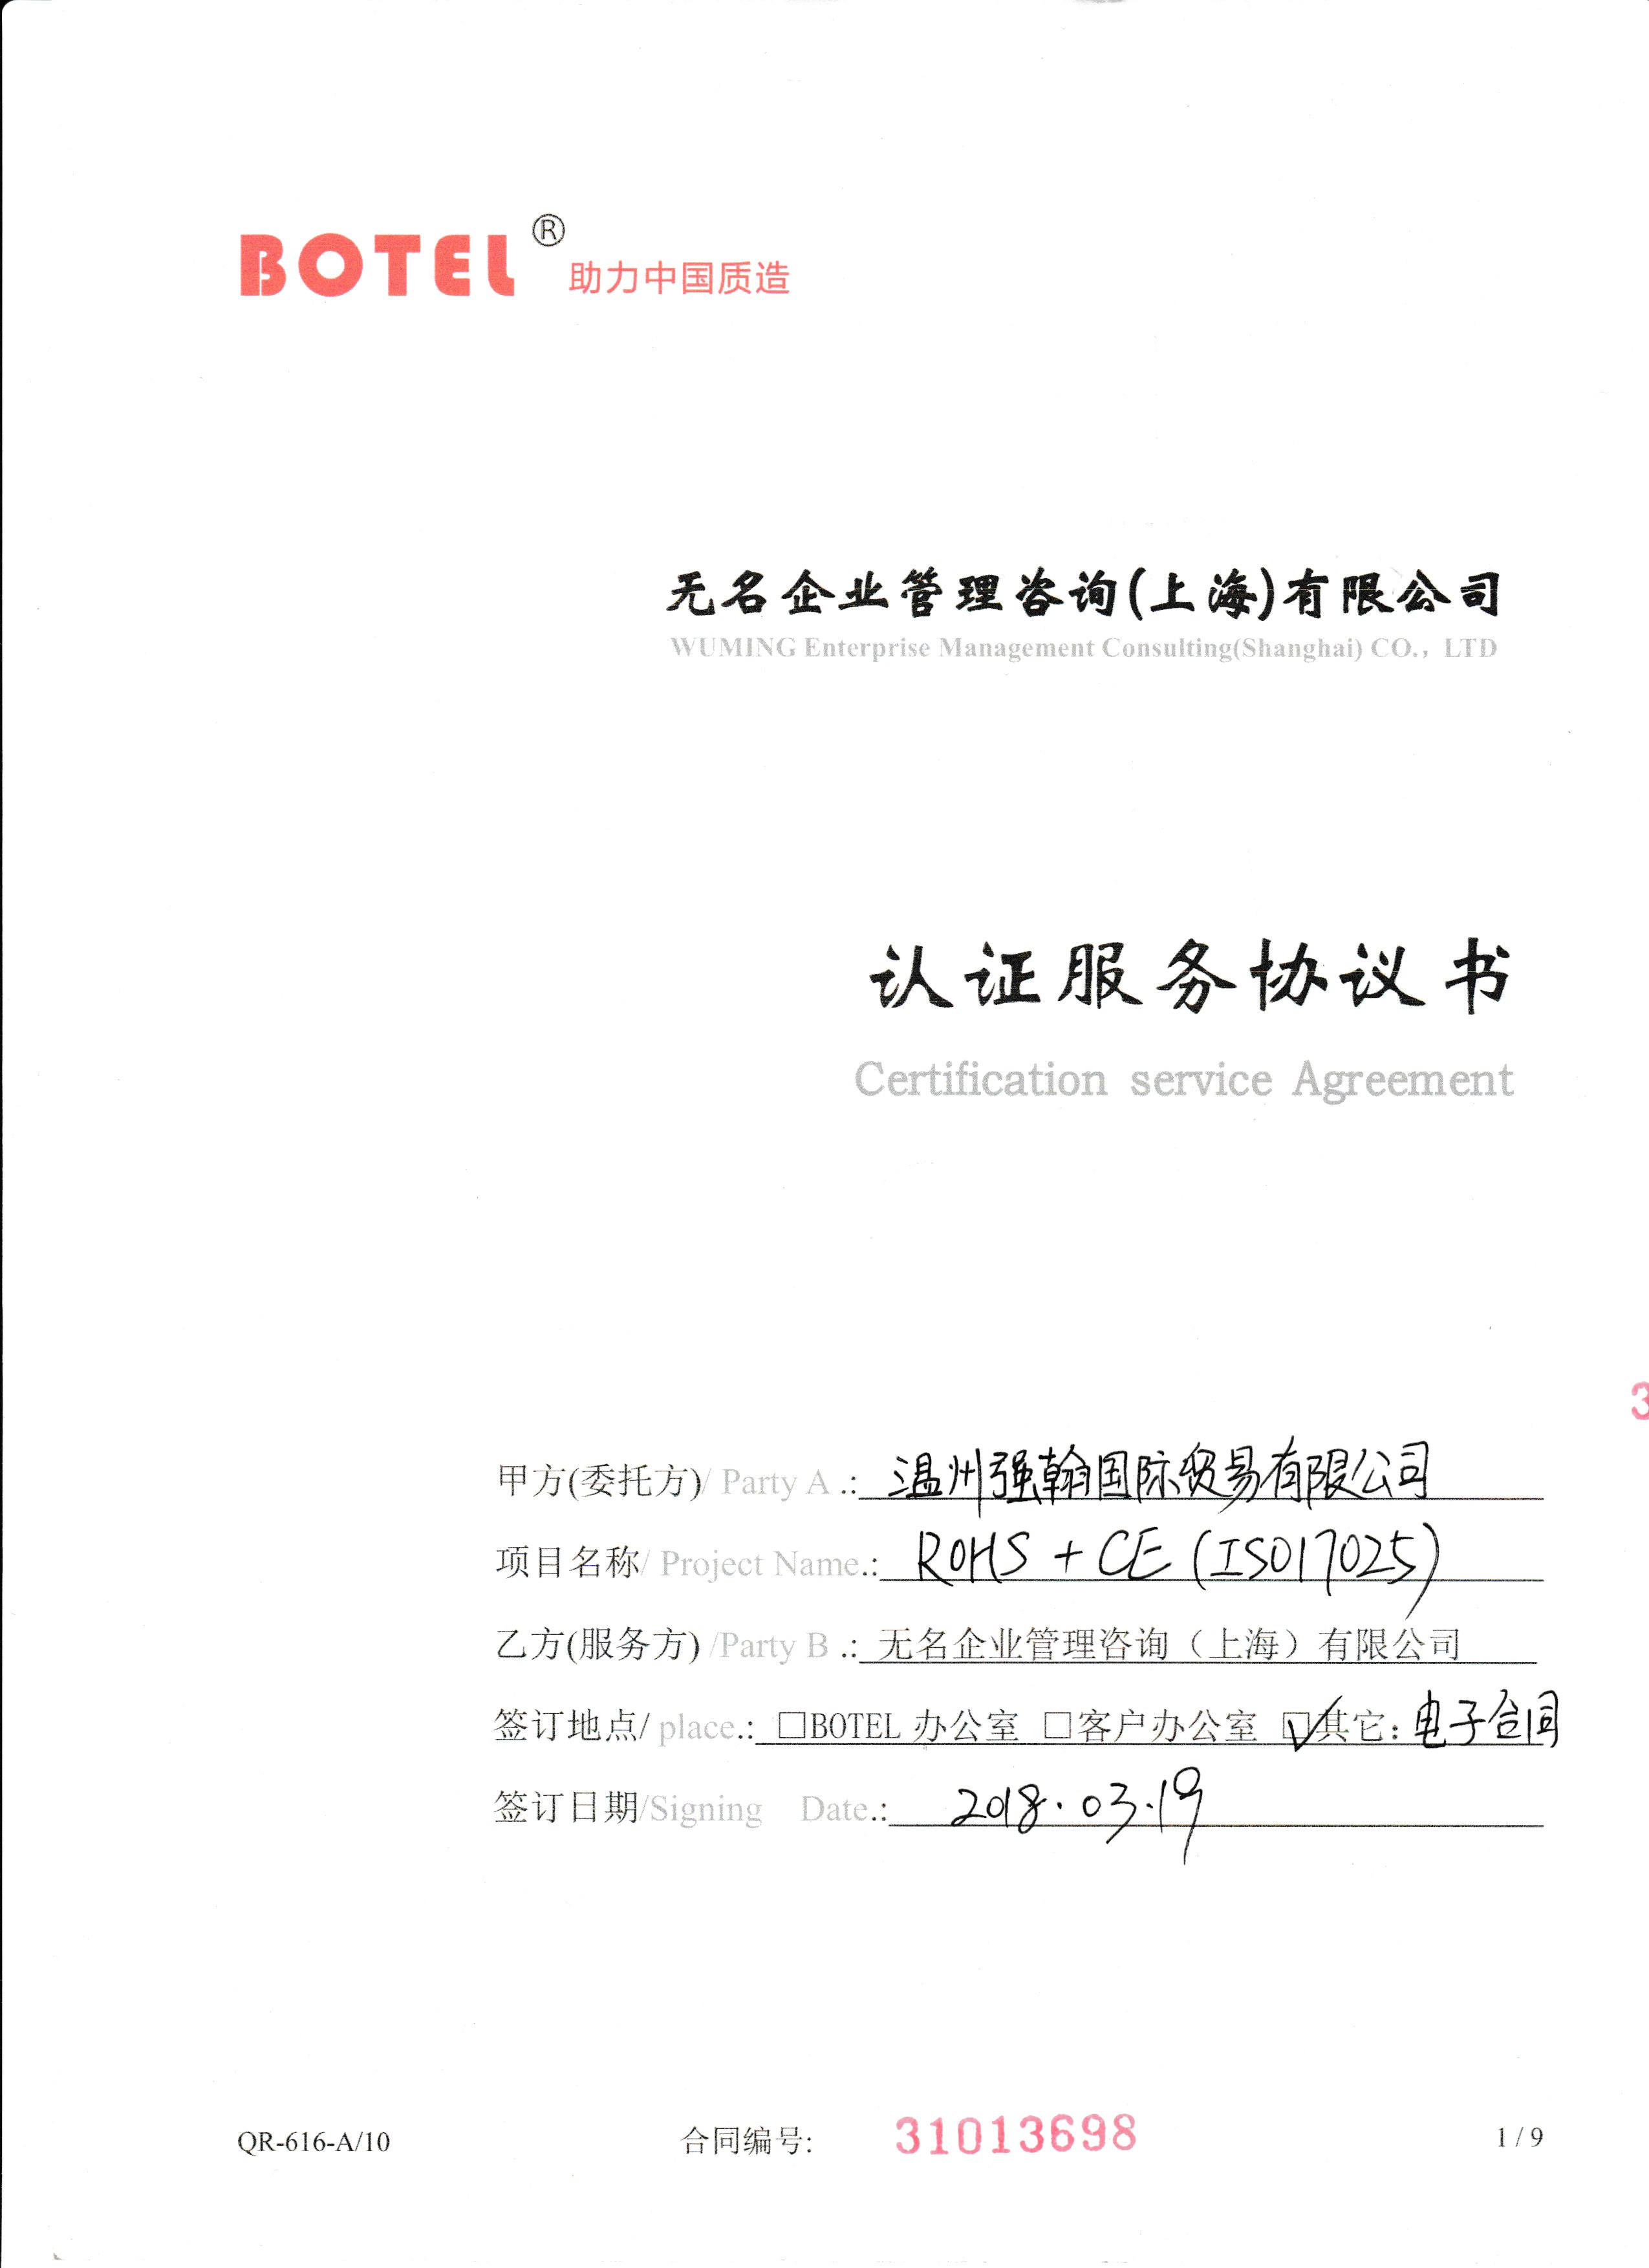 BOTEL® 助力中国质造
无名企业管理咨询(上海)有限公司
WUMING Enterprise Management Consulting(Shanghai) CO.，LTD
认证服务协议书
Certification service Agreement
3
甲方(委托方)/ Party A .: 温州强翰国际贸易有限公司
项目名称/ Project Name.: ROHS + CE (ISO17025)
乙方(服务方) /Party B .: 无名企业管理咨询（上海）有限公司
签订地点/ place.: □BOTEL 办公室 □客户办公室 ☑其它: 电子合同
签订日期/Signing Date.: 2018.03.19
QR-616-A/10 合同编号: 31013698 1 / 9